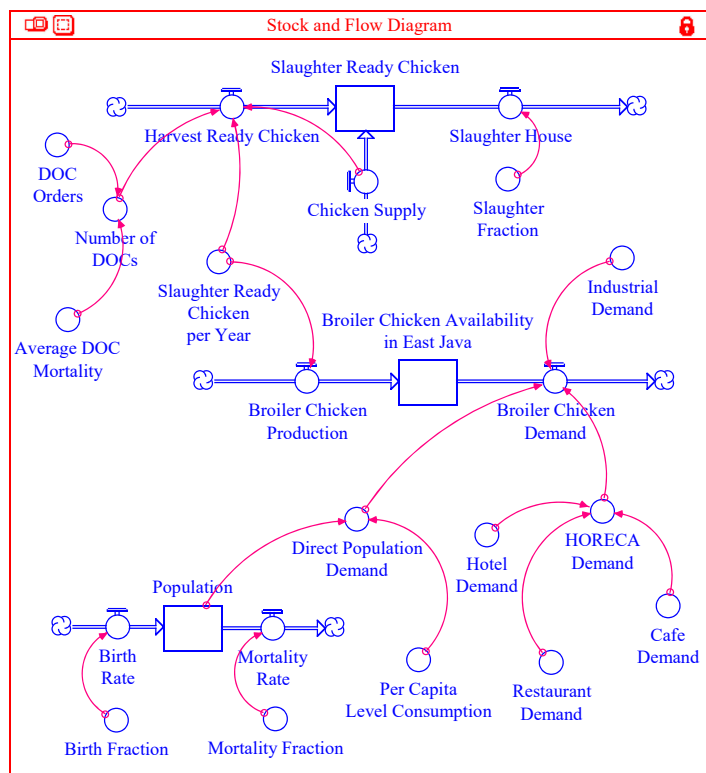 Stock and Flow Diagram
Slaughter Ready Chicken
Harvest Ready Chicken
Slaughter House
DOC
Orders
Chicken Supply
Slaughter
Fraction
Number of
DOCs
Slaughter Ready
Chicken
per Year
Industrial
Demand
Average DOC
Mortality
Broiler Chicken Availability
in East Java
Broiler Chicken
Production
Broiler Chicken
Demand
Direct Population
Demand
Hotel
Demand
HORECA
Demand
Population
Birth
Rate
Mortality
Rate
Cafe
Demand
Per Capita
Level Consumption
Restaurant
Demand
Birth Fraction
Mortality Fraction